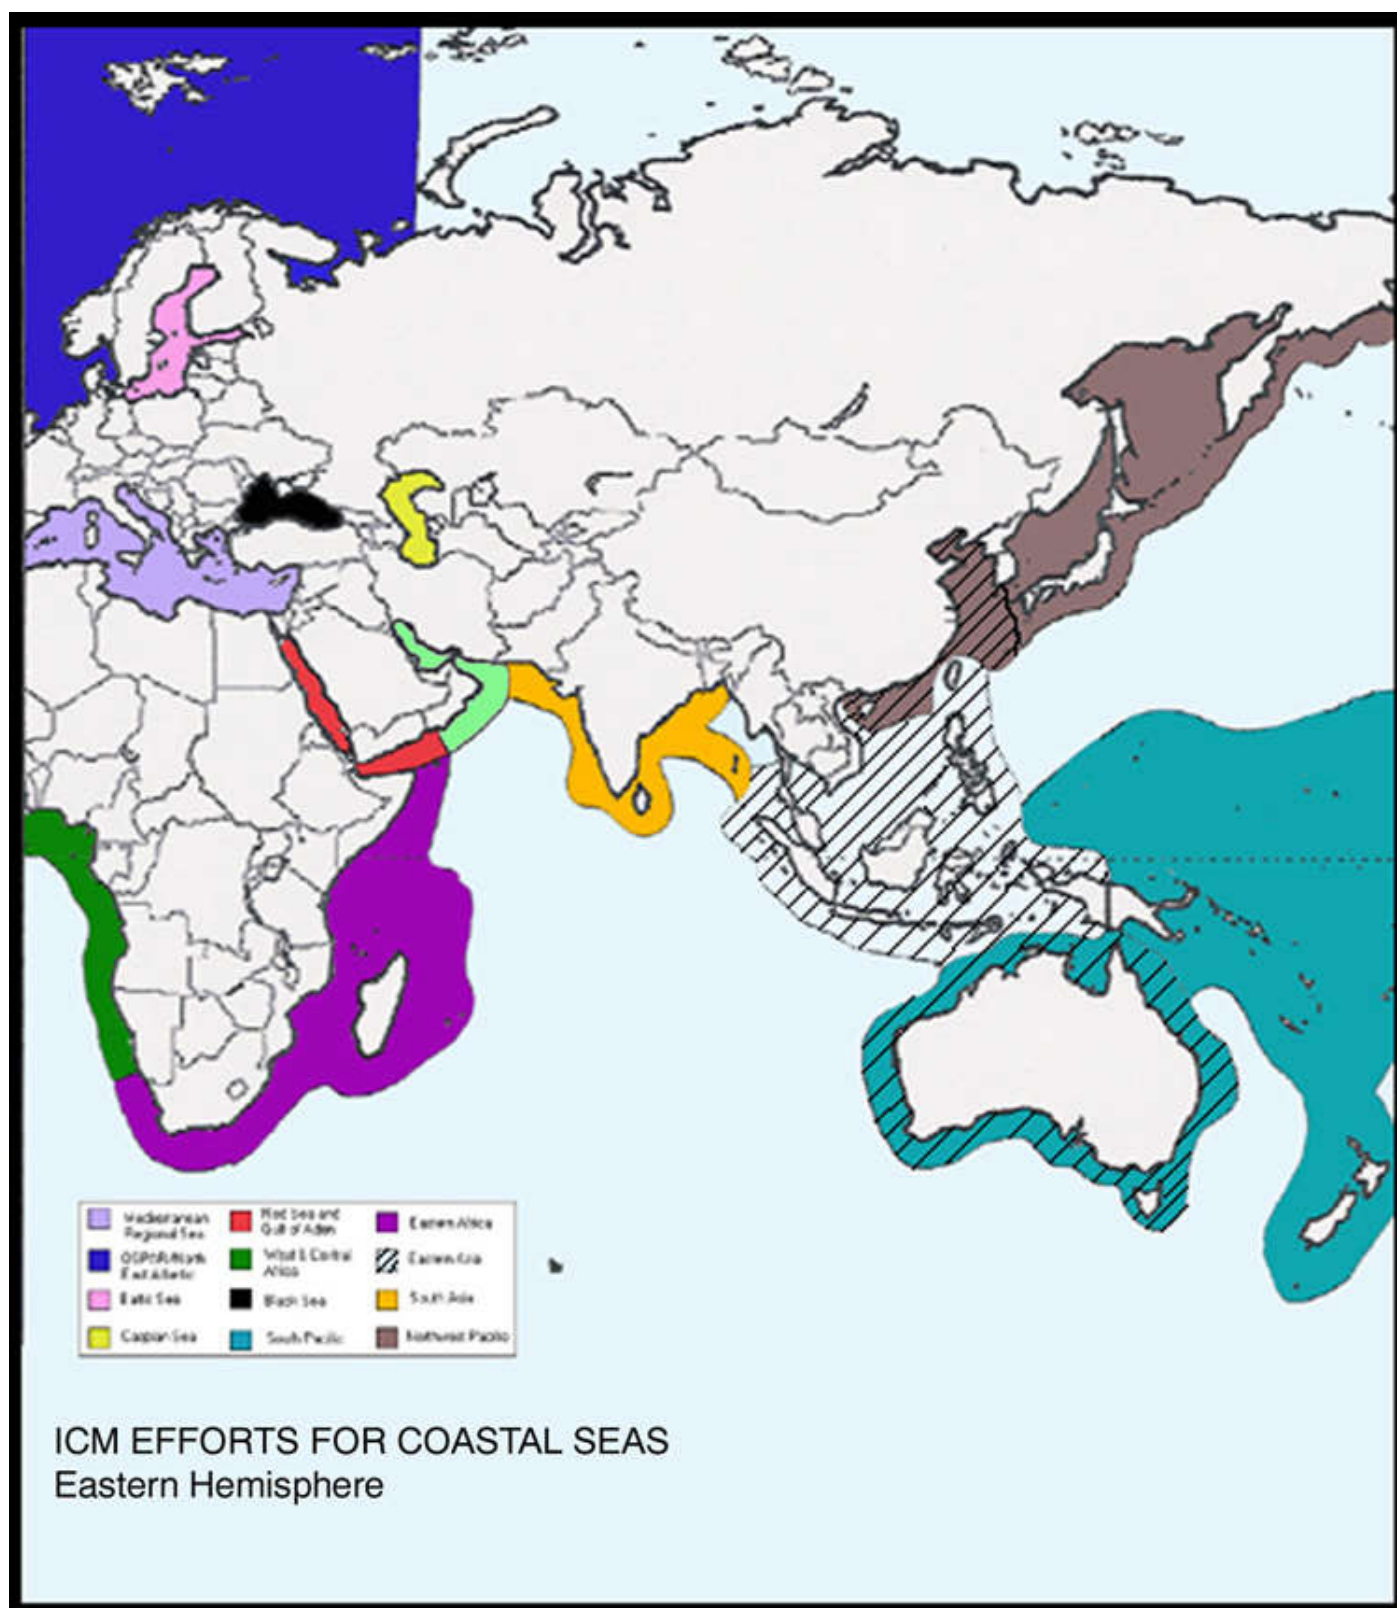 Mediterranean
Regional Sea
Red Sea and
Gulf of Aden
Eastern Africa
OSPAR/North
East Atlantic
West & Central
Africa
Eastern Asia
Baltic Sea
Black Sea
South Asia
Caspian Sea
South Pacific
Northwest Pacific
ICM EFFORTS FOR COASTAL SEAS
Eastern Hemisphere